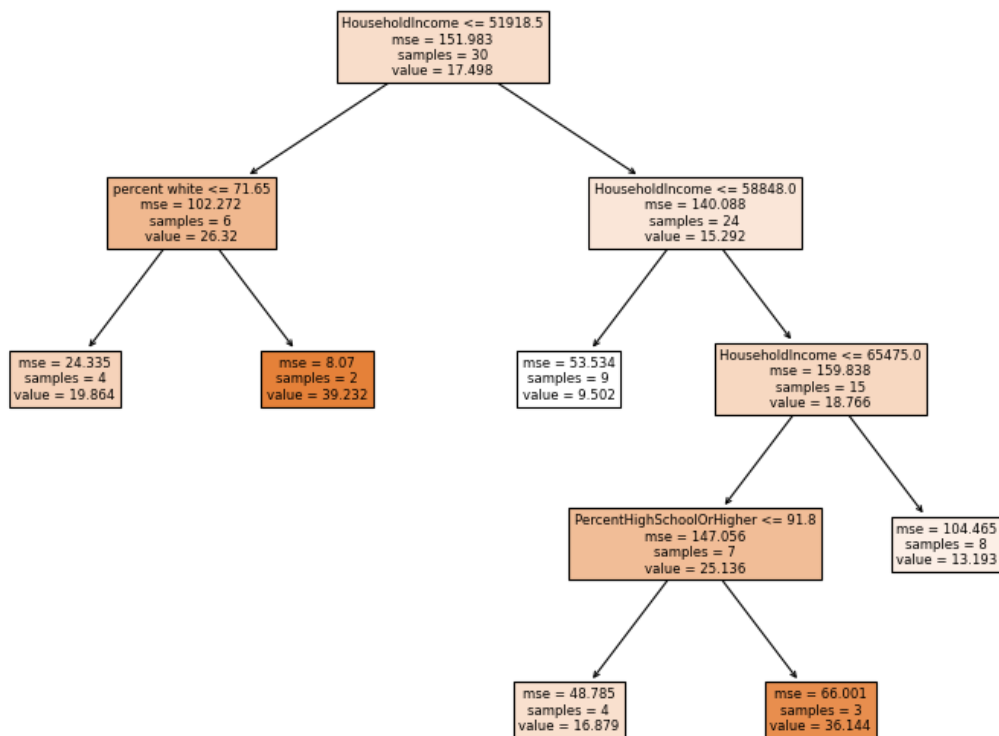 HouseholdIncome <= 51918.5
mse = 151.983
samples = 30
value = 17.498
percent white <= 71.65
mse = 102.272
samples = 6
value = 26.32
HouseholdIncome <= 58848.0
mse = 140.088
samples = 24
value = 15.292
mse = 24.335
samples = 4
value = 19.864
mse = 8.07
samples = 2
value = 39.232
mse = 53.534
samples = 9
value = 9.502
HouseholdIncome <= 65475.0
mse = 159.838
samples = 15
value = 18.766
PercentHighSchoolOrHigher <= 91.8
mse = 147.056
samples = 7
value = 25.136
mse = 104.465
samples = 8
value = 13.193
mse = 48.785
samples = 4
value = 16.879
mse = 66.001
samples = 3
value = 36.144